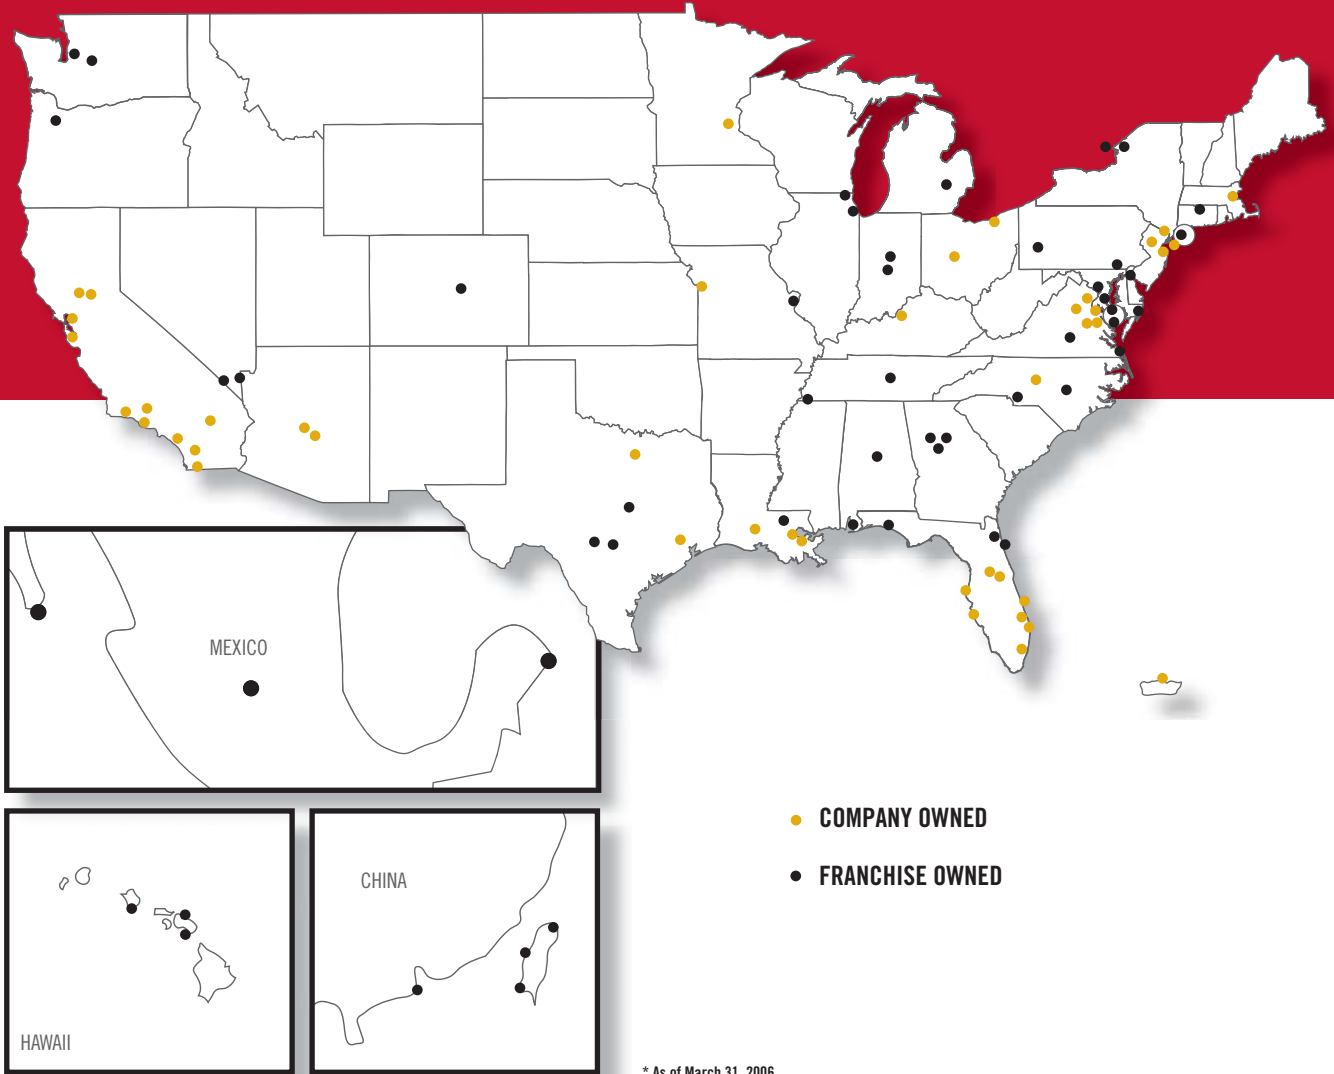 MEXICO
COMPANY OWNED
FRANCHISE OWNED
CHINA
HAWAII
* As of March 31, 2006